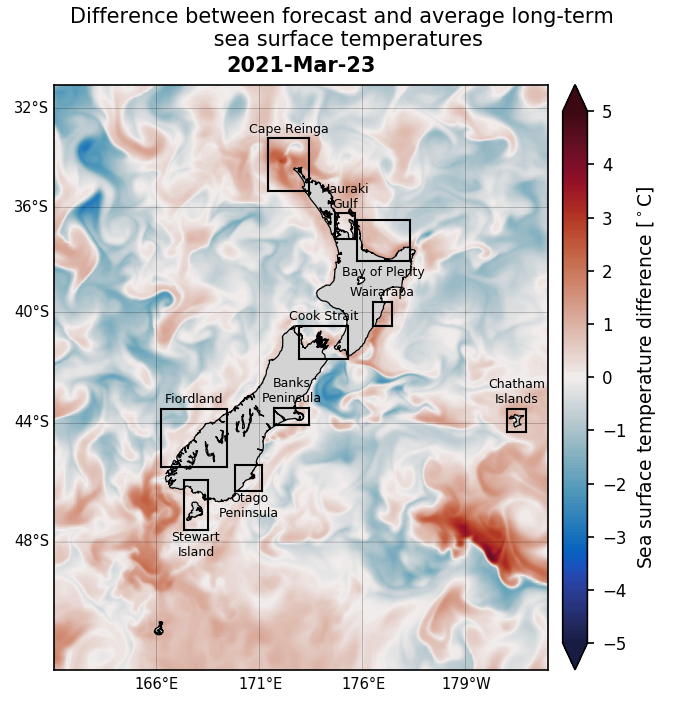 Difference between forecast and average long-term
sea surface temperatures
2021-Mar-23
32°S
36°S
40°S
44°S
48°S
Cape Reinga
Hauraki
Gulf
Bay of Plenty
Wairarapa
Cook Strait
Banks
Peninsula
Fiordland
Chatham
Islands
Otago
Peninsula
Stewart
Island
166°E
171°E
176°E
179°W
5
4
3
2
1
0
−1
−2
−3
−4
−5
Sea surface temperature difference [°CD]